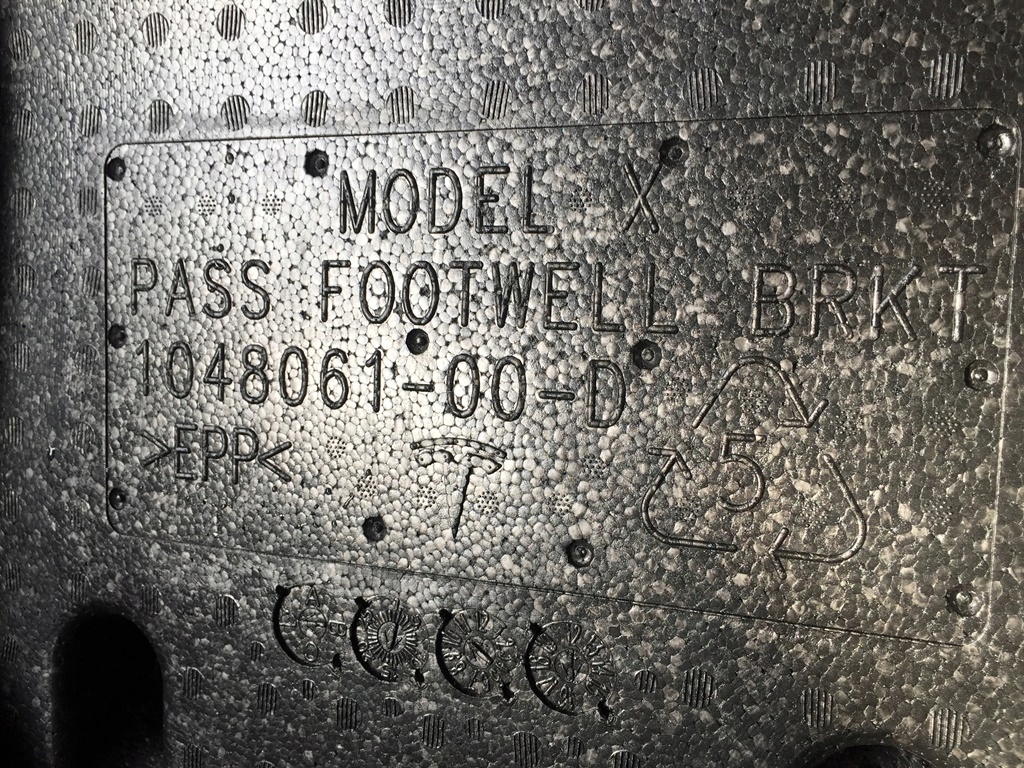 MODEL X
PASS FOOTWELL BRKT
1048061-00-D
>EPP<
5